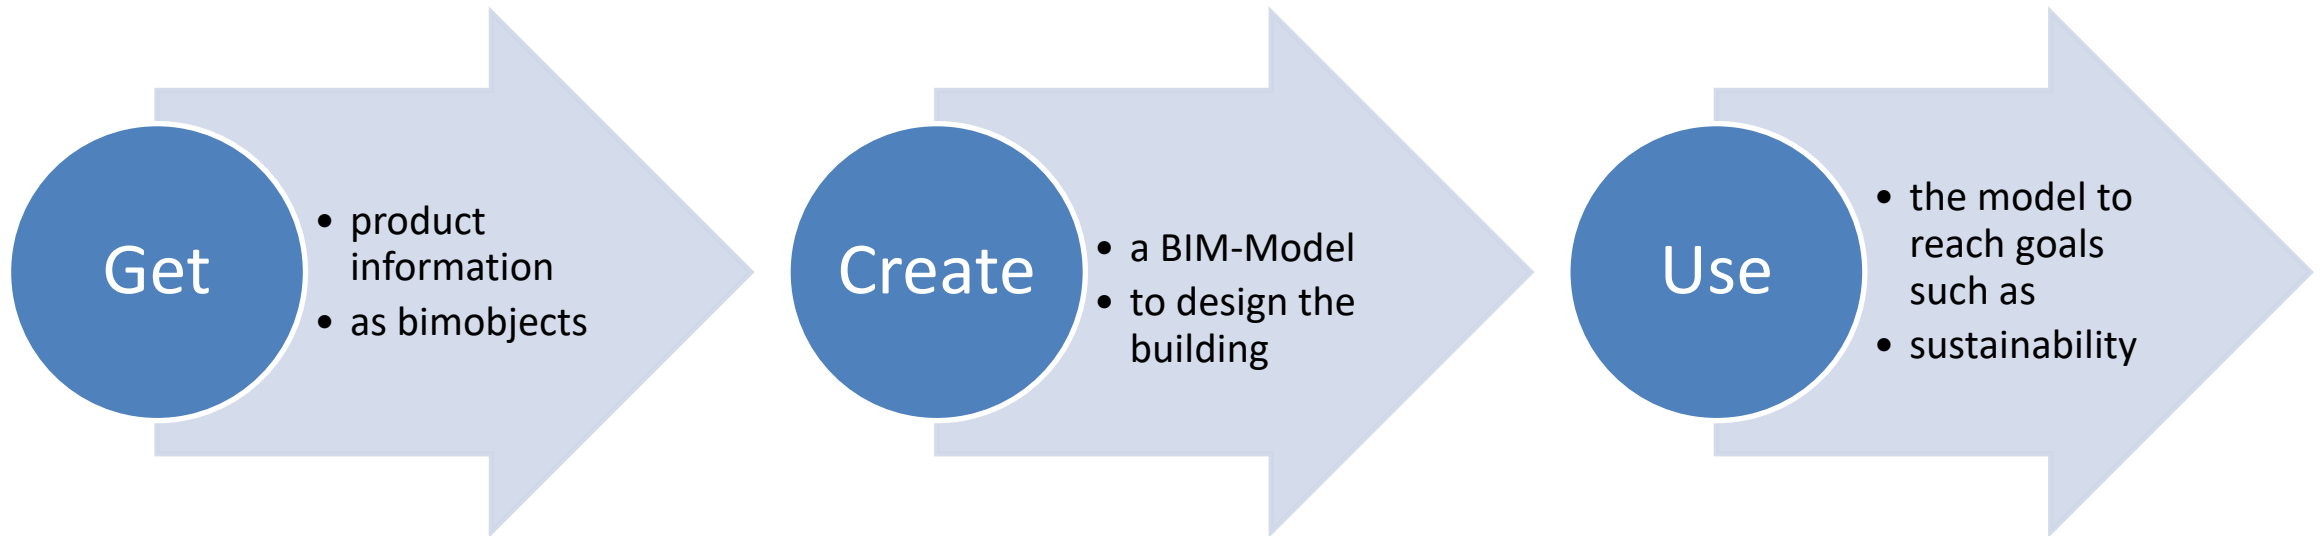 Get
• product
information
• as bimobjects
Create
• a BIM-Model
• to design the
building
Use
• the model to
reach goals
such as
• sustainability